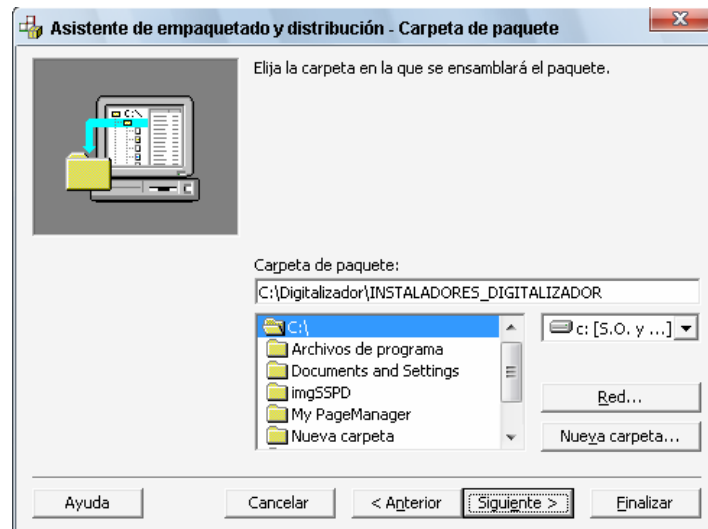 Asistente de empaquetado y distribución - Carpeta de paquete
Elija la carpeta en la que se ensamblará el paquete.
C:\
Carpeta de paquete:
C:\Digitalizador\INSTALADORES_DIGITALIZADOR
C:\
c: [S.O. y ...]
Archivos de programa
Documents and Settings
imgSSPD
Red...
My PageManager
Nueva carpeta
Nueva carpeta...
Ayuda
Cancelar
< Anterior
Siguiente >
Finalizar